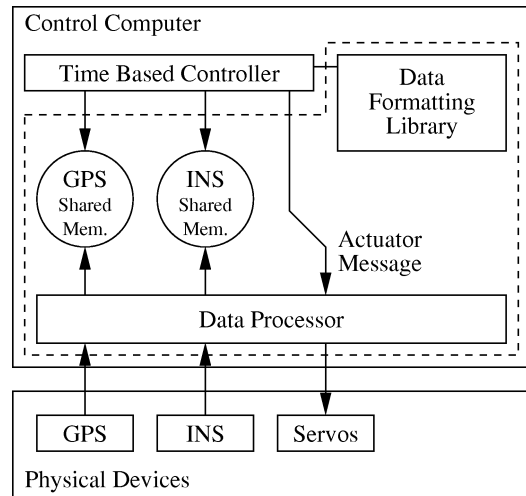 Control Computer
Time Based Controller
Data
Formatting
Library
GPS
Shared
Mem.
INS
Shared
Mem.
Actuator
Message
Data Processor
GPS
INS
Servos
Physical Devices